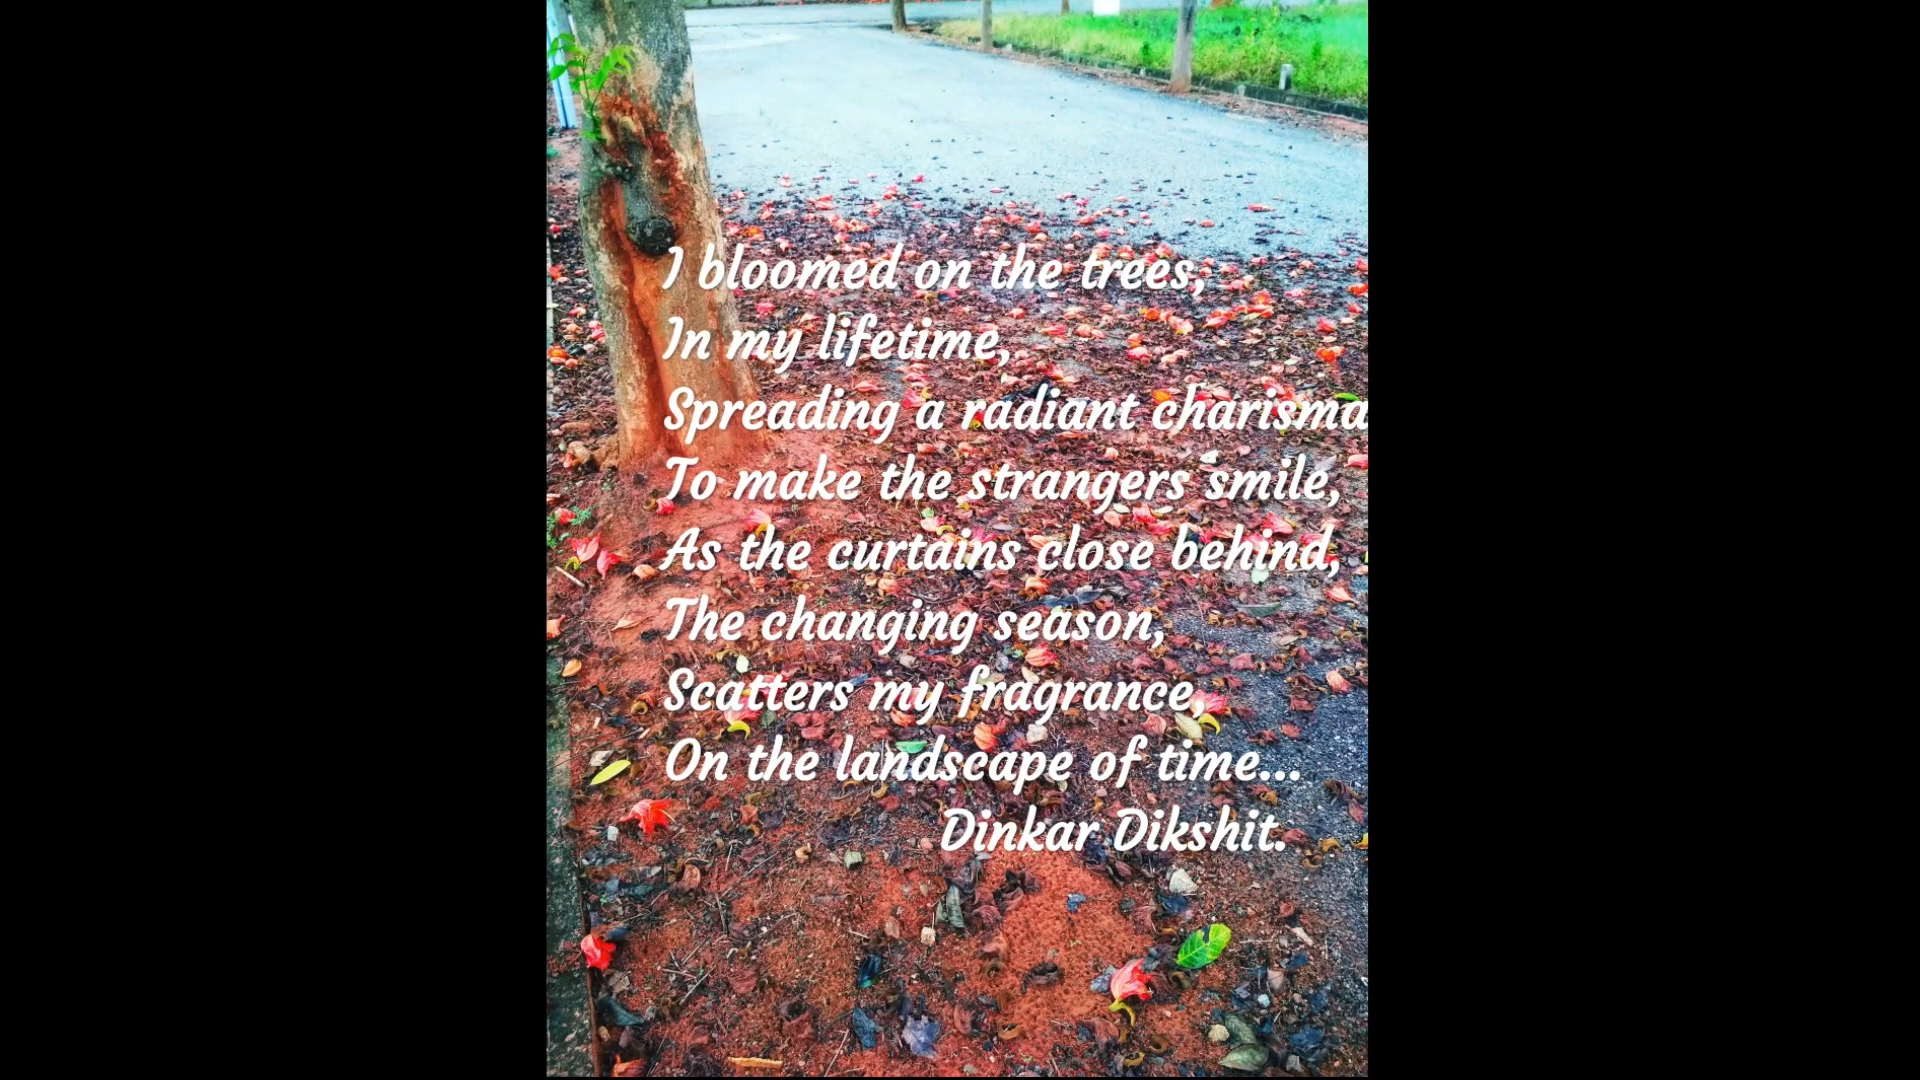 I bloomed on the trees,
In my lifetime,
Spreading a radiant charisma
To make the strangers smile,
As the curtains close behind,
The changing season,
Scatters my fragrance,
On the landscape of time...
Dinkar Dikshit.